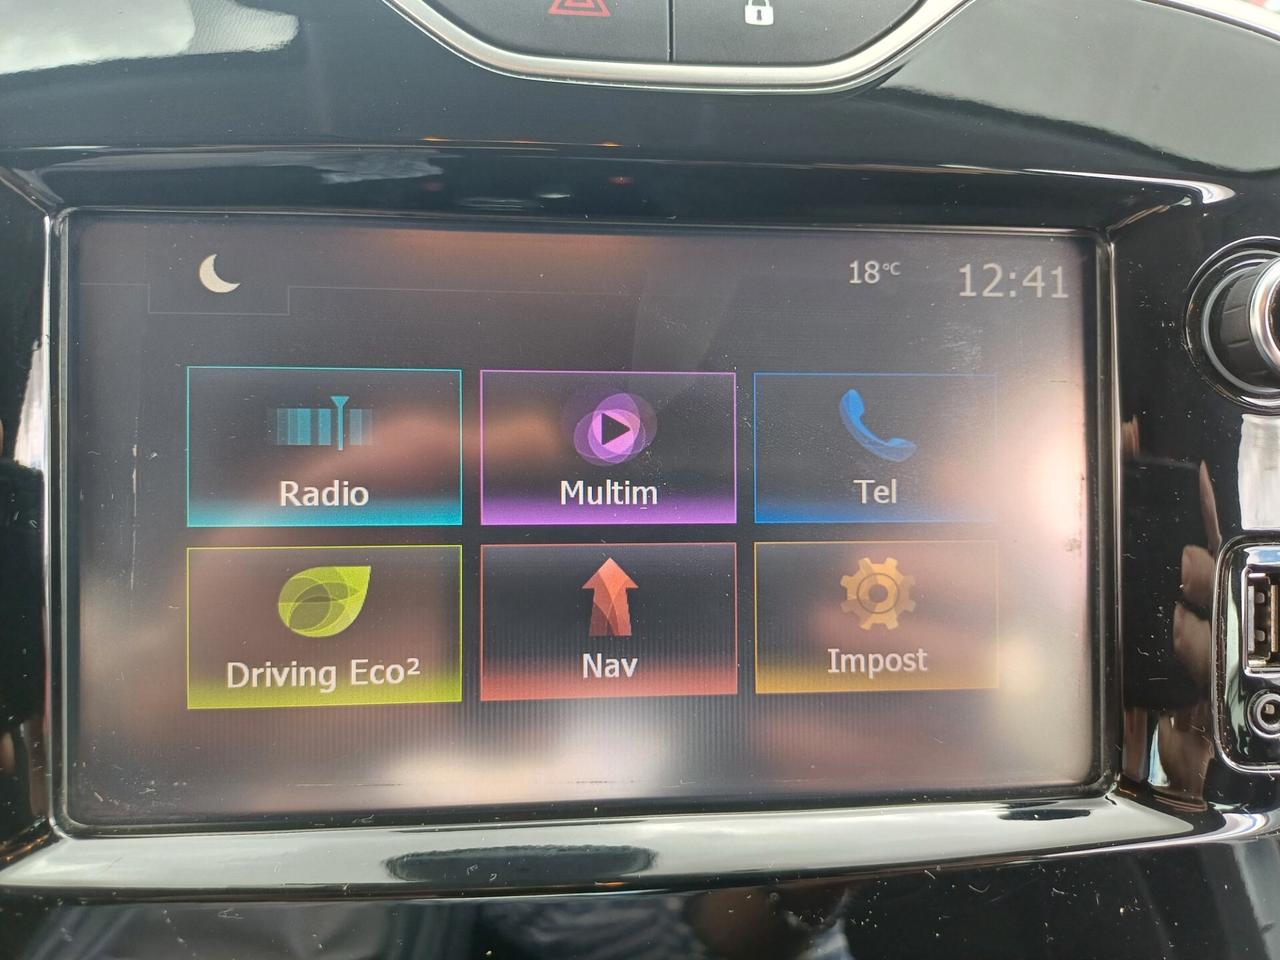 18°C 12:41
Radio
Multim
Tel
Driving Eco²
Nav
Impost